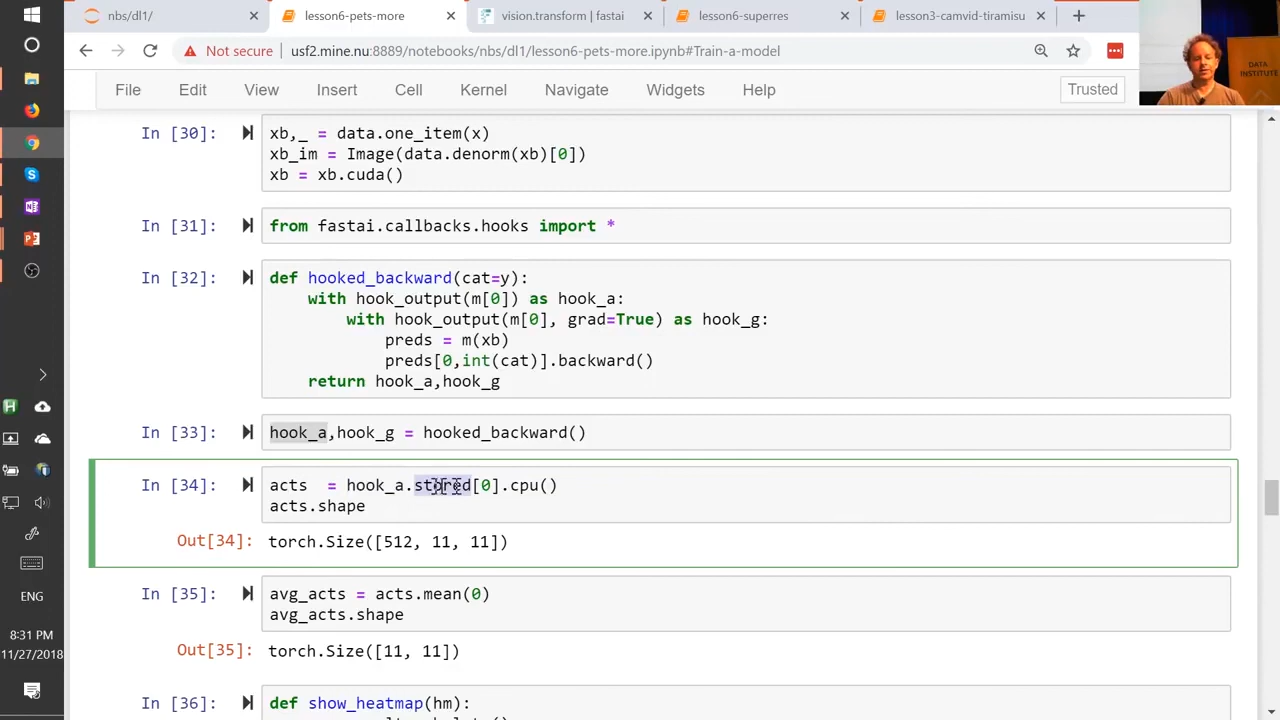 nbs/dl1/
lesson6-pets-more
vision.transform | fastai
lesson6-superres
lesson3-camvid-tiramisu
Not secure
usf2.mine.nu:8889/notebooks/nbs/dl1/lesson6-pets-more.ipynb#Train-a-model
DATA
INSTITUTE
File Edit View Insert Cell Kernel Navigate Widgets Help
Trusted
In [30]:
xb,_ = data.one_item(x)
xb_im = Image(data.denorm(xb)[0])
xb = xb.cuda()
In [31]:
from fastai.callbacks.hooks import *
In [32]:
def hooked_backward(cat=y):
with hook_output(m[0]) as hook_a:
with hook_output(m[0], grad=True) as hook_g:
preds = m(xb)
preds[0,int(cat)].backward()
return hook_a,hook_g
In [33]:
hook_a,hook_g = hooked_backward()
In [34]:
acts = hook_a.stored[0].cpu()
acts.shape
Out[34]:
torch.Size([512, 11, 11])
In [35]:
avg_acts = acts.mean(0)
avg_acts.shape
Out[35]:
torch.Size([11, 11])
In [36]:
def show_heatmap(hm):
ENG
8:31 PM
11/27/2018